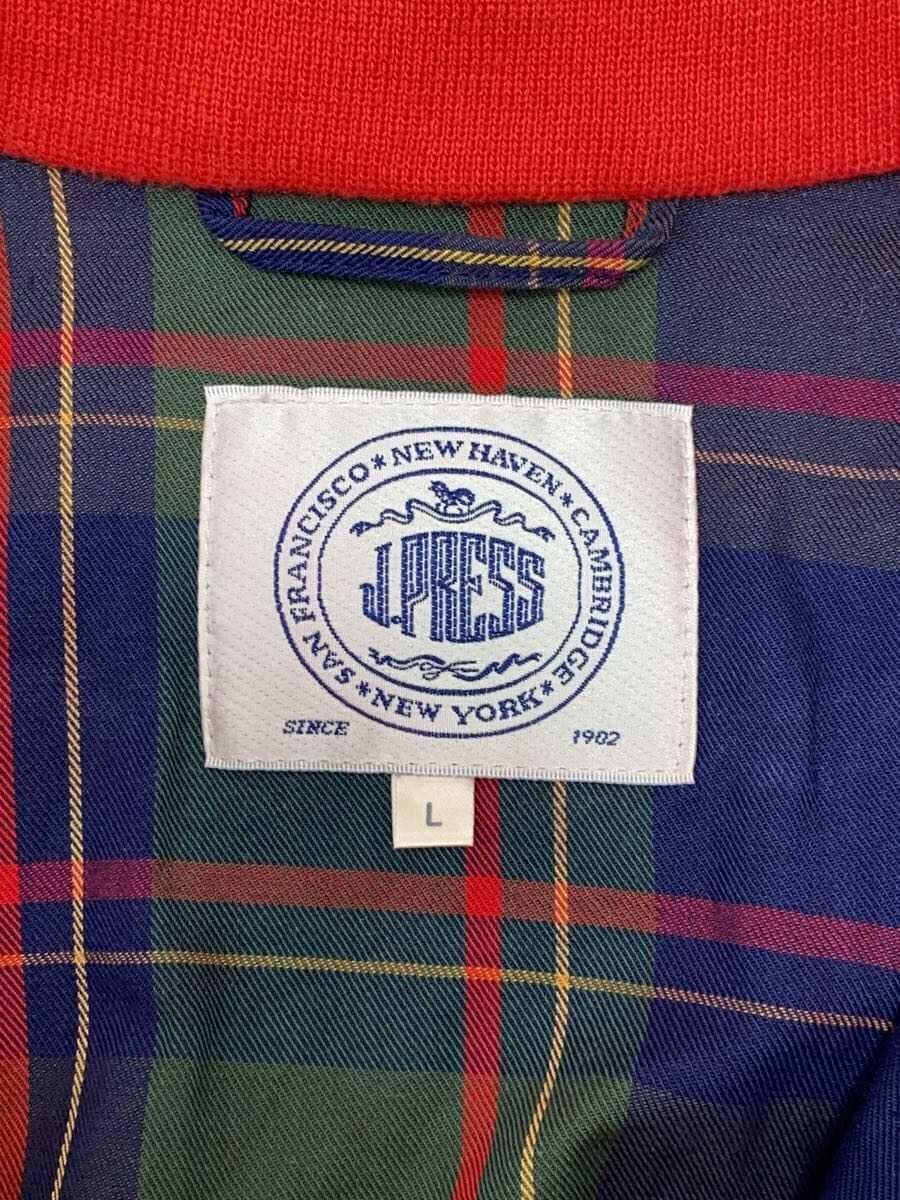 SAN FRANCISCO*NEW HAVEN*CAMBRIDGE*NEW YORK*
J.PRESS
SINCE 1902
L